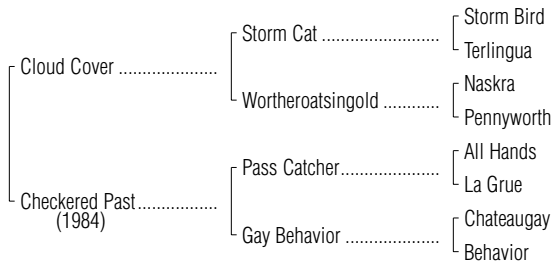 Storm Bird
Storm Cat ..........................
Terlingua
Cloud Cover .....................
Naskra
Wortheroatsingold ............
Pennyworth
All Hands
Pass Catcher.....................
La Grue
Checkered Past.................
(1984)
Chateaugay
Gay Behavior ....................
Behavior